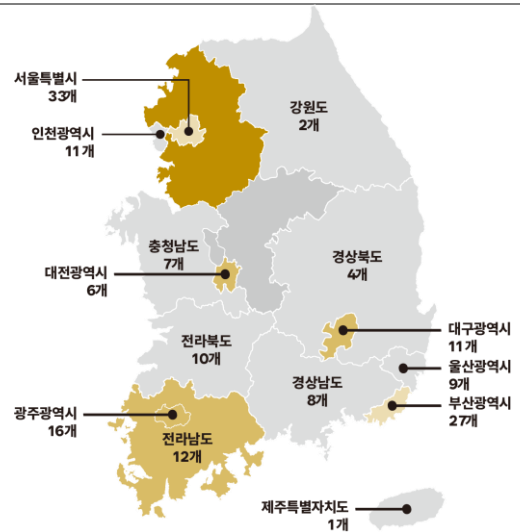 서울특별시
33개
강원도
2개
인천광역시
11개
충청남도
7개
경상북도
4개
대전광역시
6개
대구광역시
11개
전라북도
10개
울산광역시
9개
경상남도
8개
부산광역시
27개
광주광역시
16개
전라남도
12개
제주특별자치도
1개